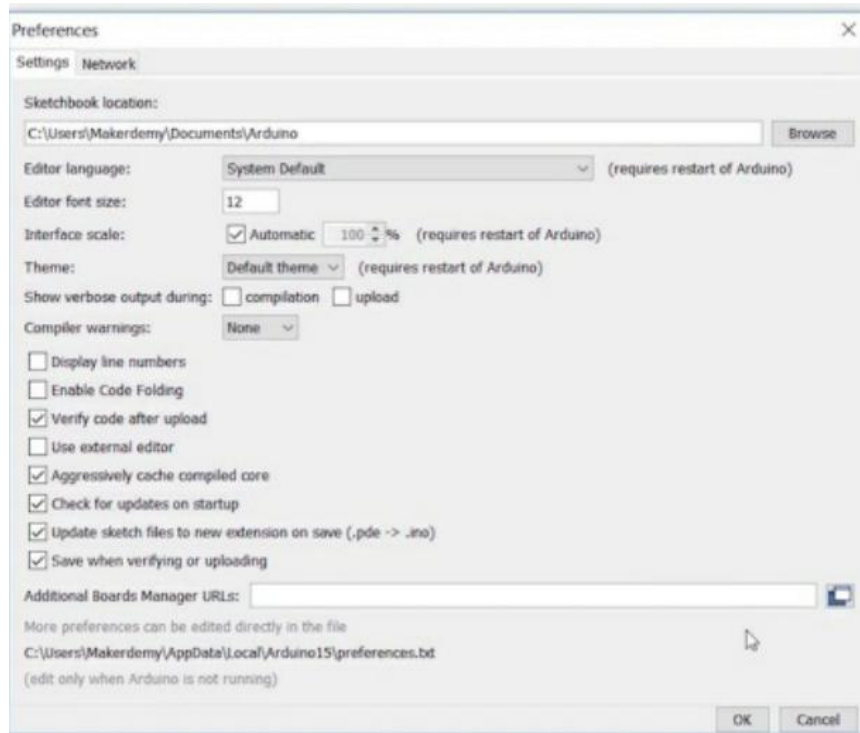 Preferences
Settings Network
Sketchbook location:
C:\Users\Makerdemy\Documents\Arduino Browse
Editor language: System Default (requires restart of Arduino)
Editor font size: 12
Interface scale: Automatic 100 % (requires restart of Arduino)
Theme: Default theme (requires restart of Arduino)
Show verbose output during: compilation upload
Compiler warnings: None
Display line numbers
Enable Code Folding
Verify code after upload
Use external editor
Aggressively cache compiled core
Check for updates on startup
Update sketch files to new extension on save (.pde -> .ino)
Save when verifying or uploading
Additional Boards Manager URLs:
More preferences can be edited directly in the file
C:\Users\Makerdemy\AppData\Local\Arduino15\preferences.txt
(edit only when Arduino is not running)
OK Cancel